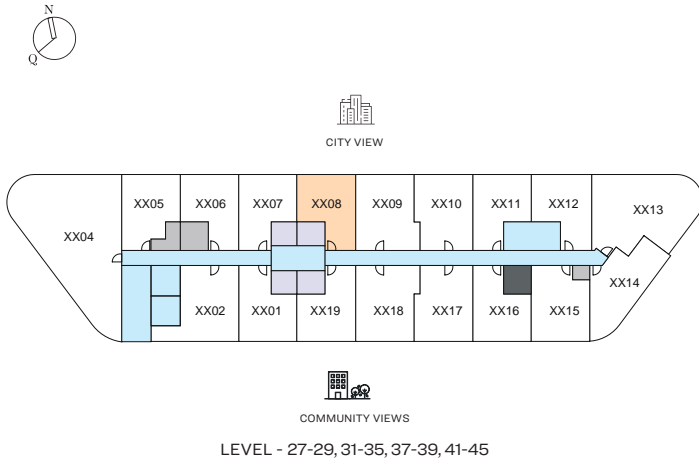 N
Q
CITY VIEW
XX05 XX06 XX07 XX08 XX09 XX10 XX11 XX12
XX04 XX13
XX14
XX02 XX01 XX19 XX18 XX17 XX16 XX15
COMMUNITY VIEWS
LEVEL - 27-29, 31-35, 37-39, 41-45